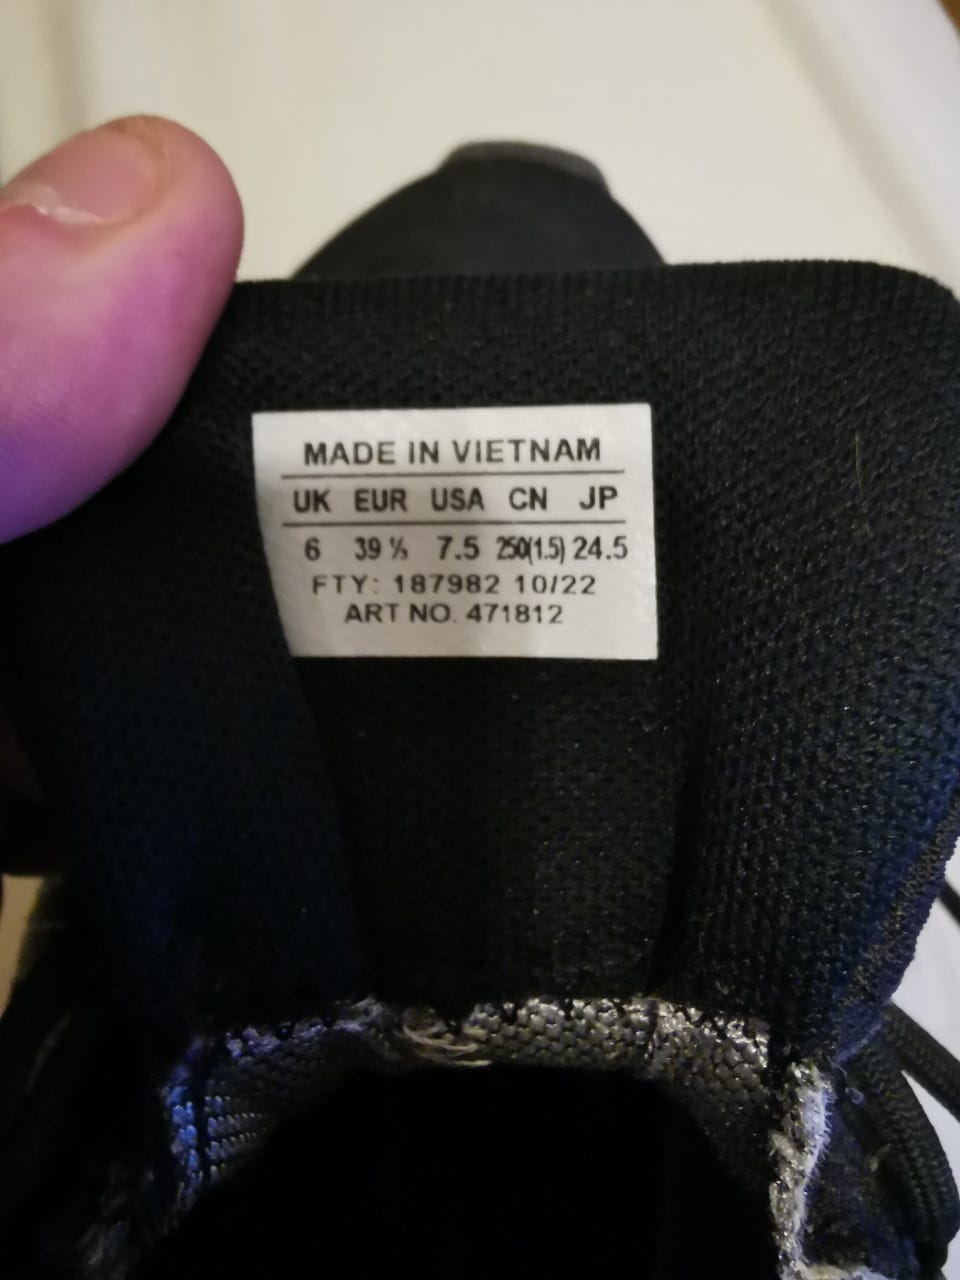 MADE IN VIETNAM
UK EUR USA CN JP
6 39 ⅓ 7.5 250(1.5) 24.5
FTY: 187982 10/22
ART NO. 471812